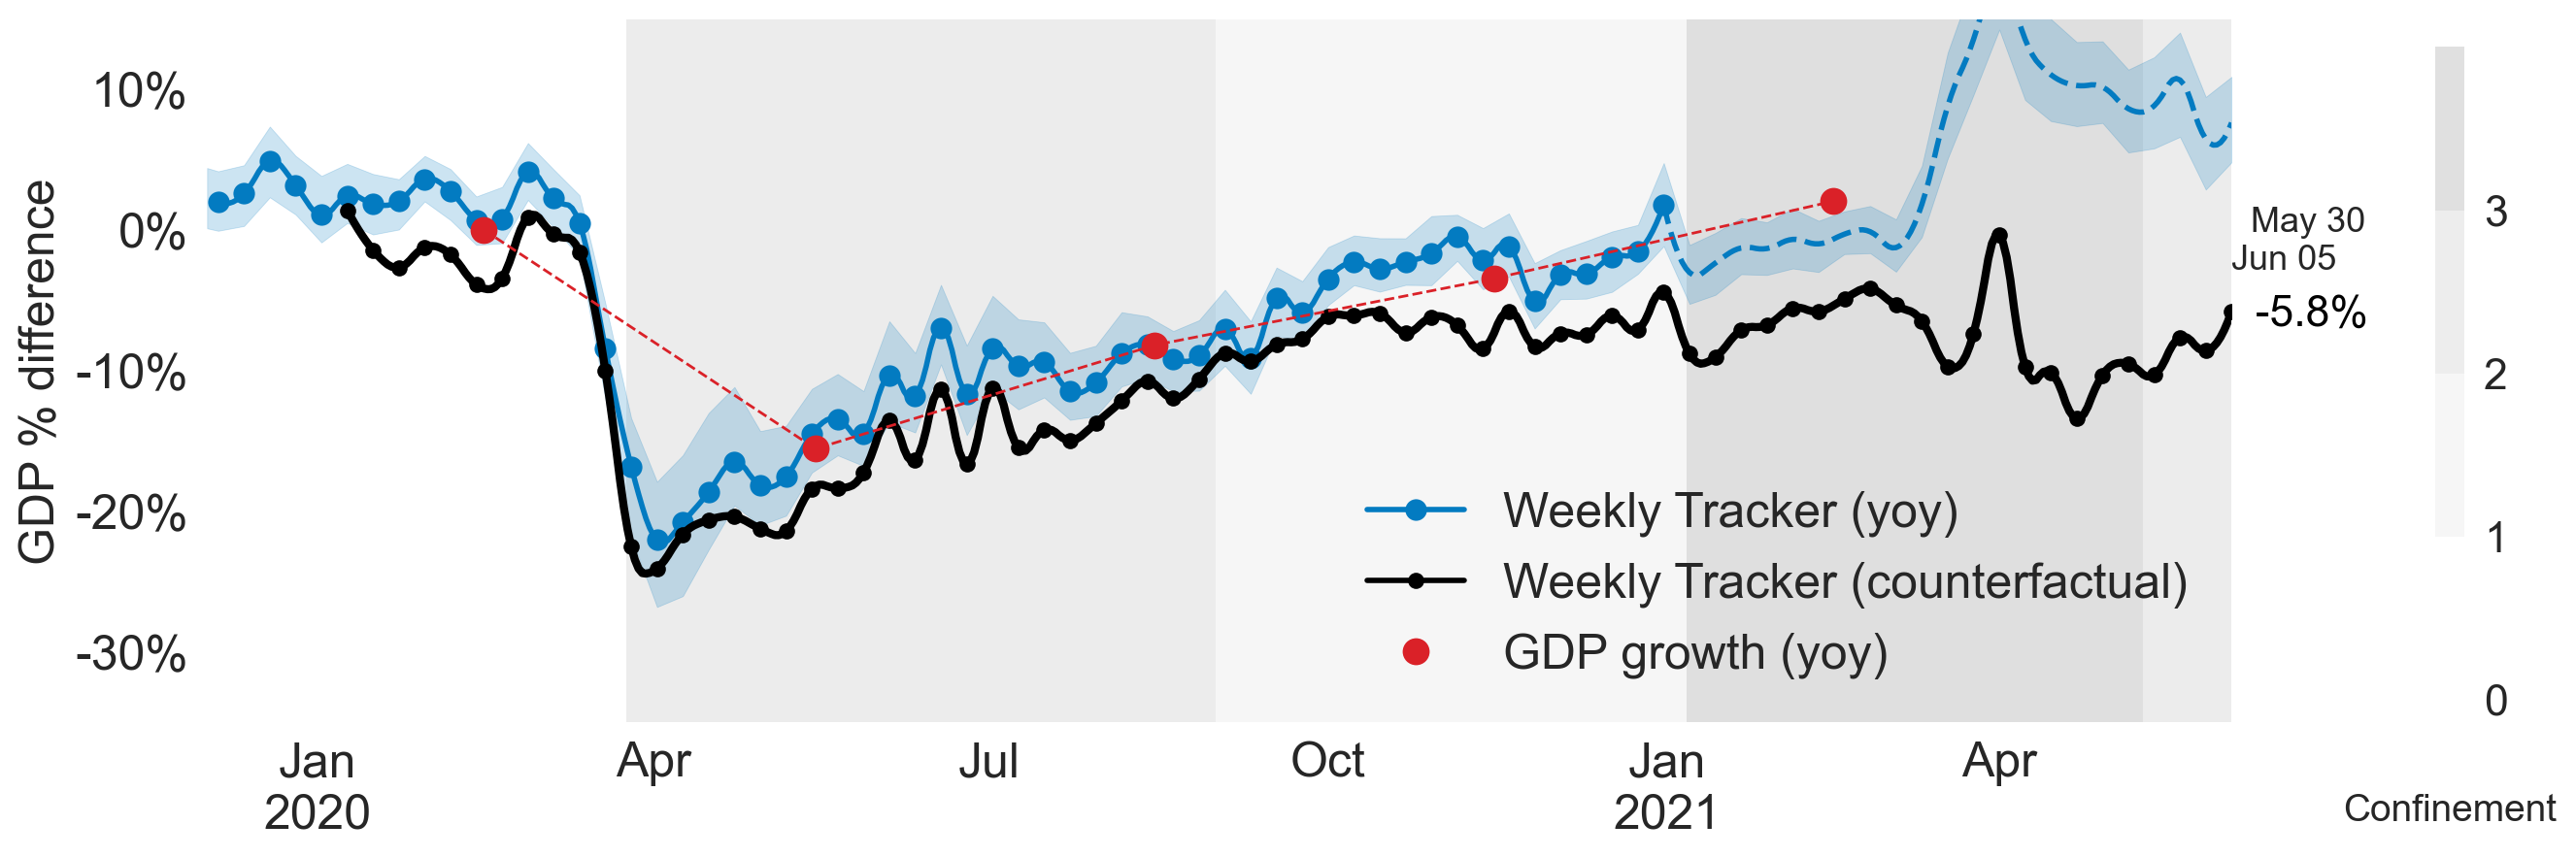 GDP % difference
10%
0%
-10%
-20%
-30%
Jan
2020
Apr
Jul
Oct
Jan
2021
Apr
Weekly Tracker (yoy)
Weekly Tracker (counterfactual)
GDP growth (yoy)
May 30
Jun 05
-5.8%
3
2
1
0
Confinement